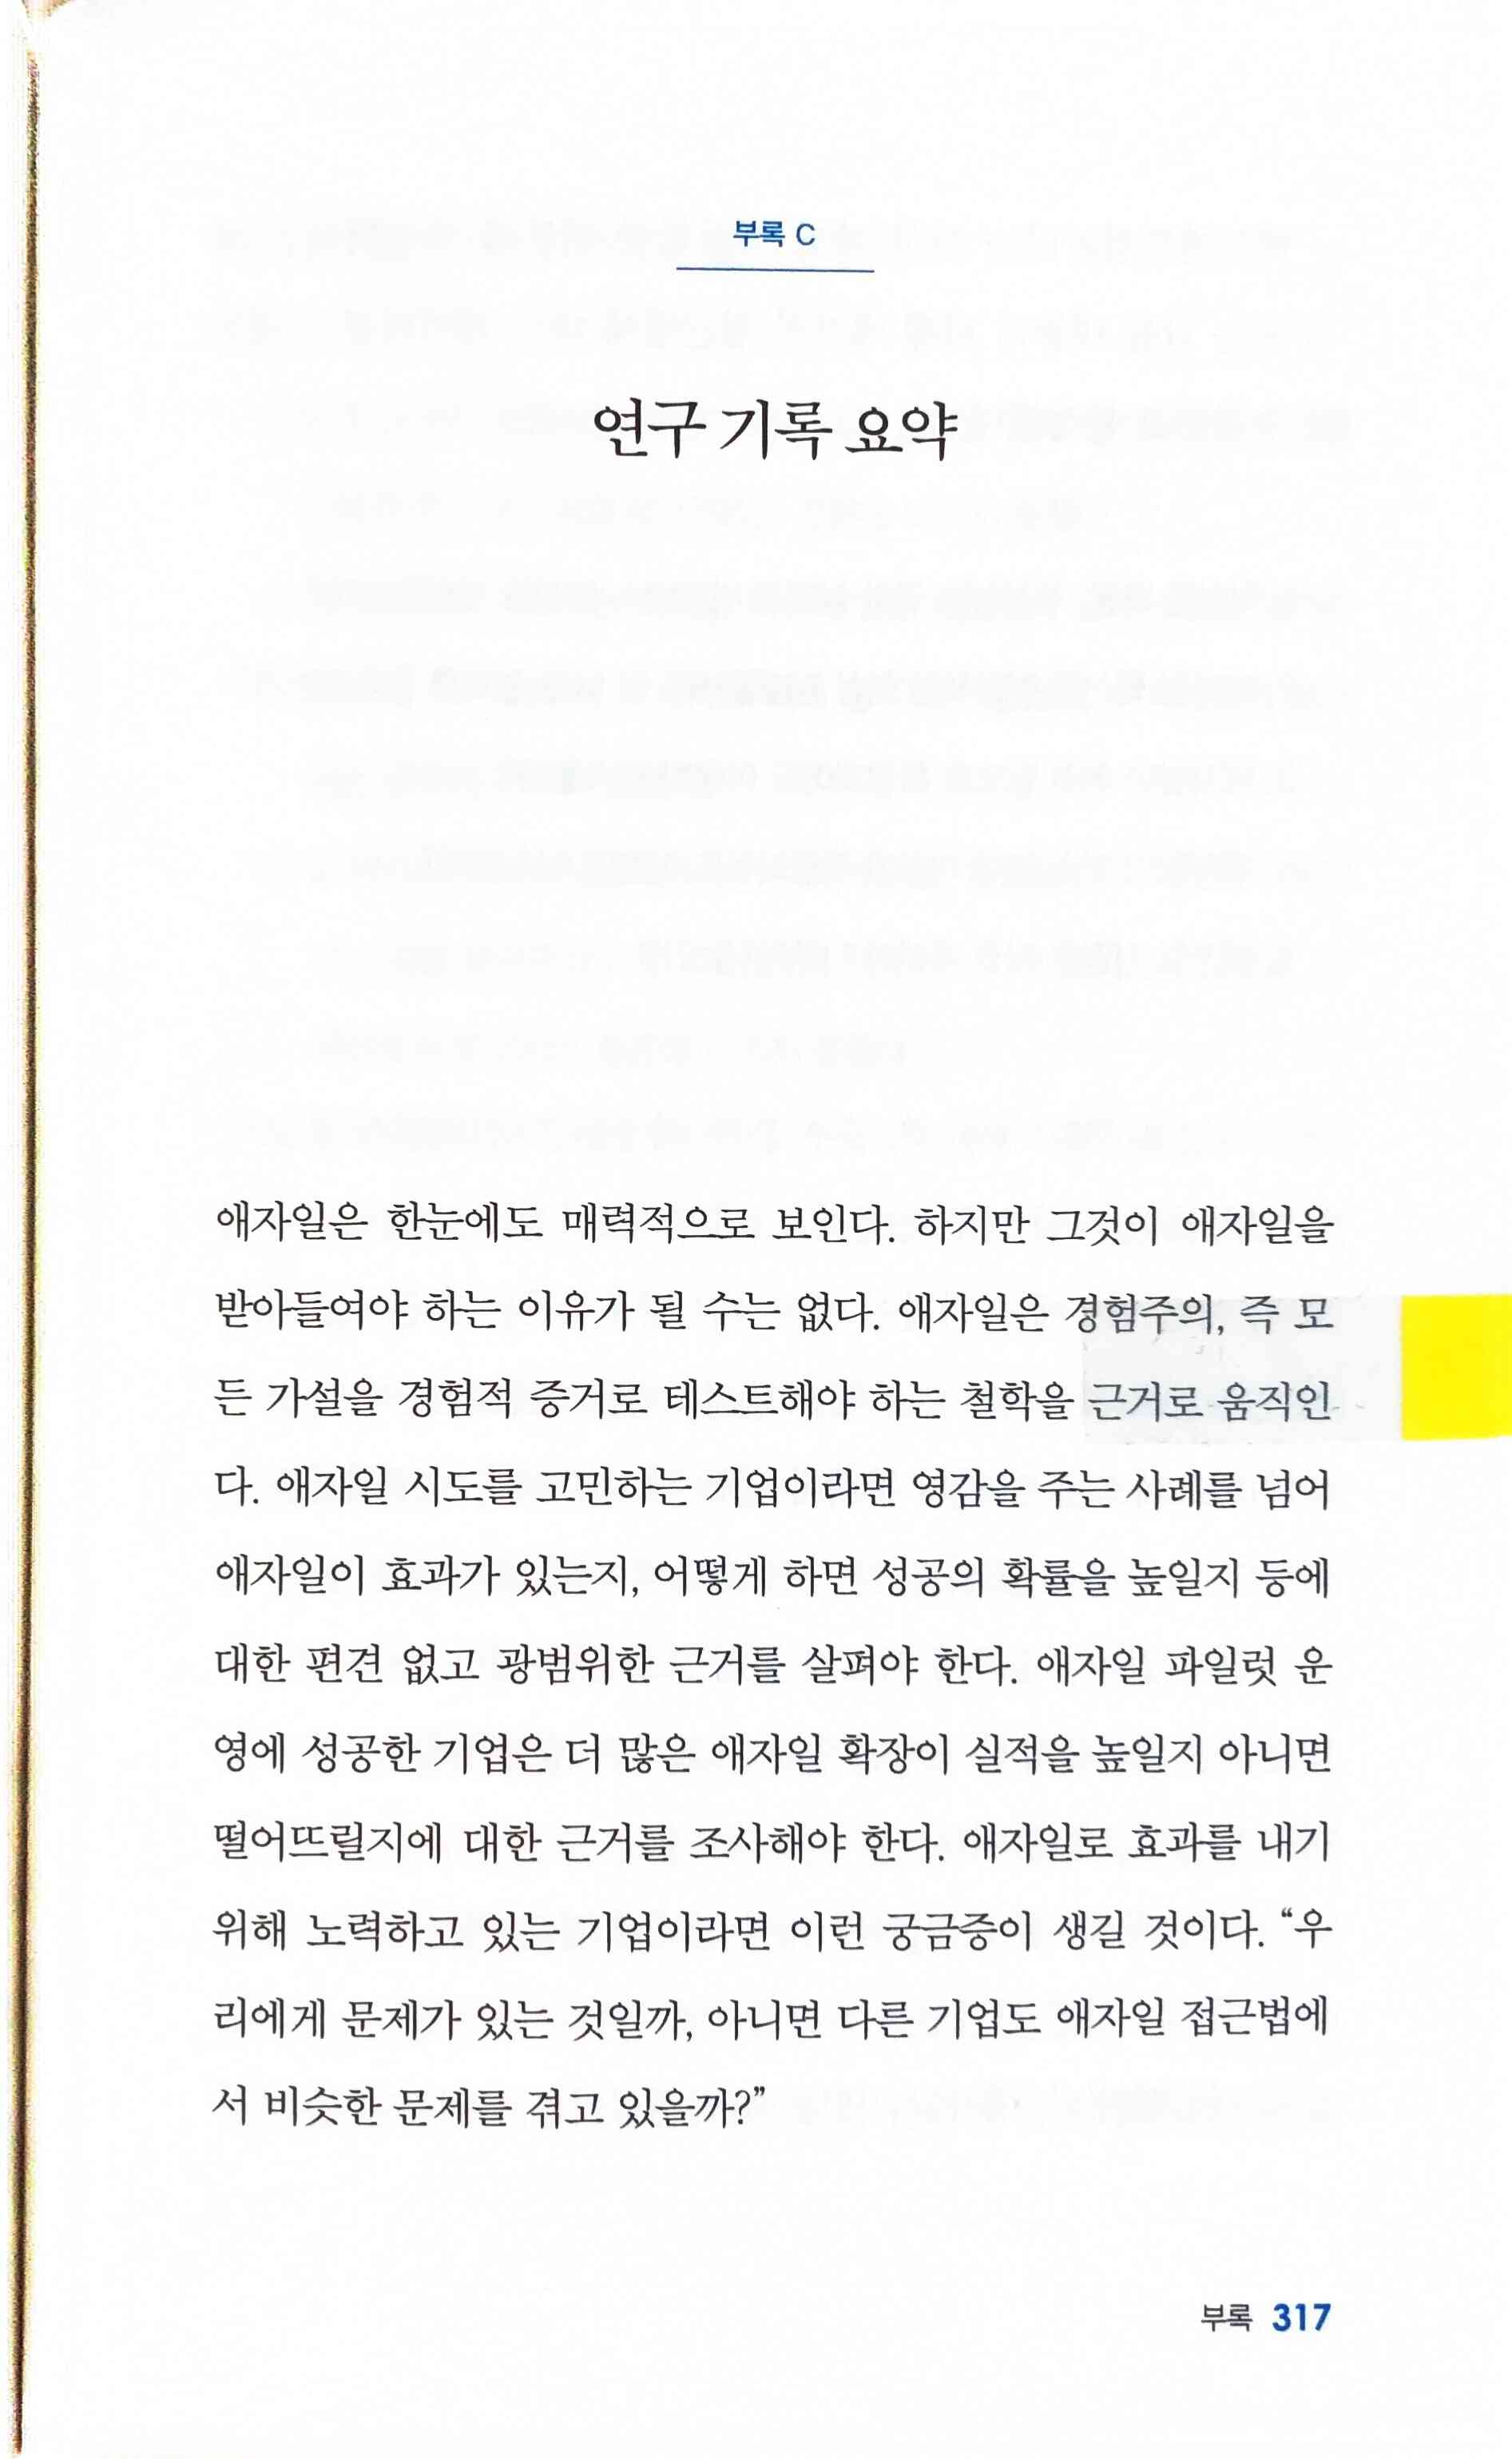 부록 C
연구 기록 요약
애자일은 한눈에도 매력적으로 보인다. 하지만 그것이 애자일을
받아들여야 하는 이유가 될 수는 없다. 애자일은 경험주의, 즉 모
든 가설을 경험적 증거로 테스트해야 하는 철학을 근거로 움직인
다. 애자일 시도를 고민하는 기업이라면 영감을 주는 사례를 넘어
애자일이 효과가 있는지, 어떻게 하면 성공의 확률을 높일지 등에
대한 편견 없고 광범위한 근거를 살펴야 한다. 애자일 파일럿 운
영에 성공한 기업은 더 많은 애자일 확장이 실적을 높일지 아니면
떨어뜨릴지에 대한 근거를 조사해야 한다. 애자일로 효과를 내기
위해 노력하고 있는 기업이라면 이런 궁금증이 생길 것이다. “우
리에게 문제가 있는 것일까, 아니면 다른 기업도 애자일 접근법에
서 비슷한 문제를 겪고 있을까?”
부록 317